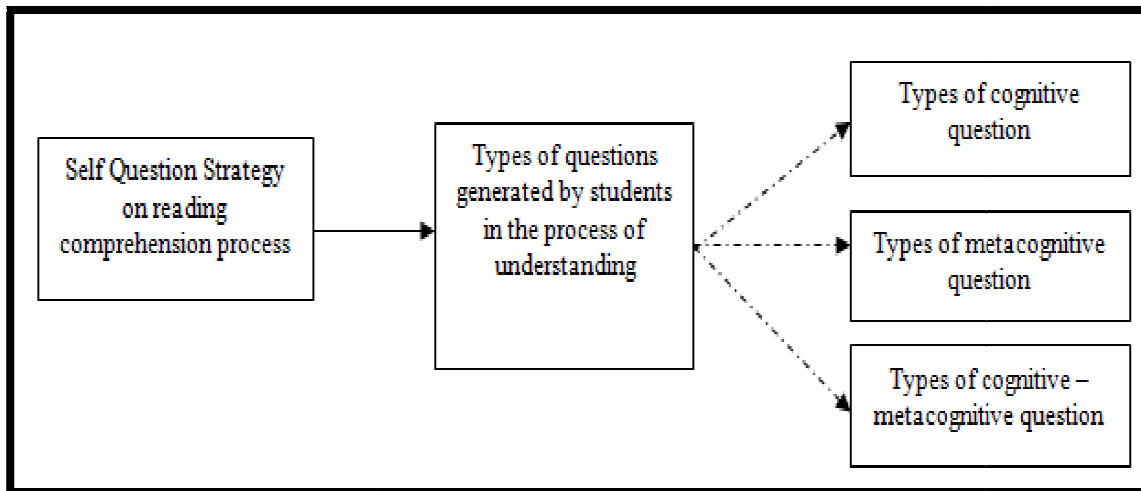 Self Question Strategy
on reading
comprehension process
Types of questions
generated by students
in the process of
understanding
Types of cognitive
question
Types of metacognitive
question
Types of cognitive –
metacognitive question